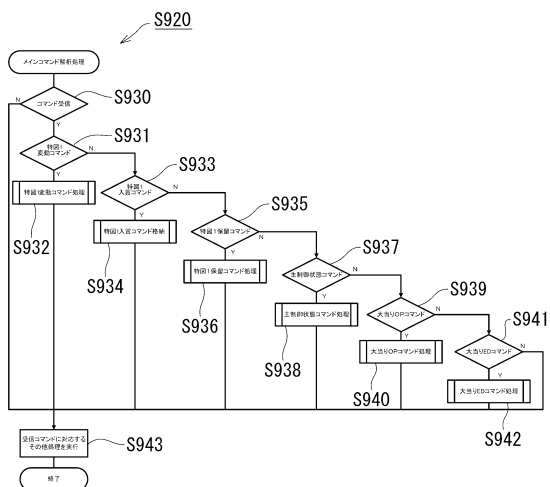 S920
メインコマンド解析処理
N
コマンド受信
S930
Y
特図1
変動コマンド
N
S931
Y
特図1変動コマンド処理
S932
特図1
入賞コマンド
N
S933
Y
特図1入賞コマンド格納
S934
特図1保留コマンド
N
S935
Y
特図1保留コマンド処理
S936
主制御状態コマンド
N
S937
Y
主制御状態コマンド処理
S938
大当りOPコマンド
N
S939
Y
大当りOPコマンド処理
S940
大当りEDコマンド
N
S941
Y
大当りEDコマンド処理
S942
受信コマンドに対応する
その他処理を実行
S943
終了